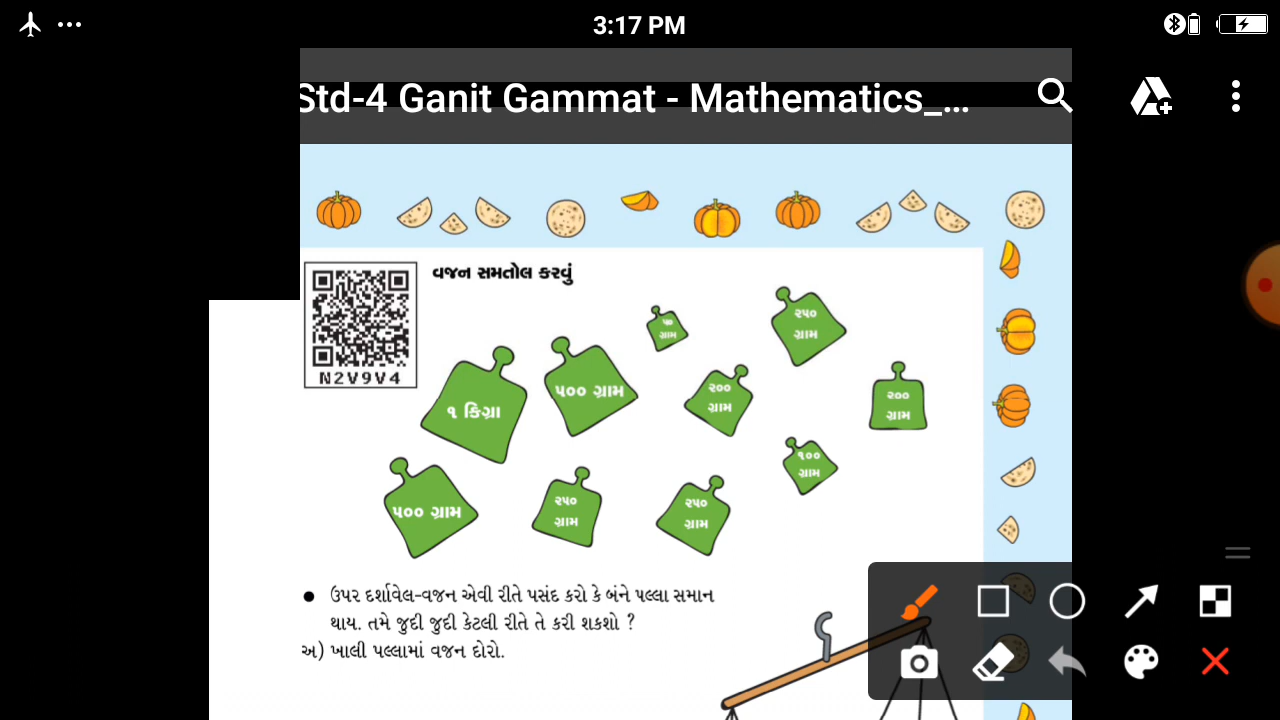 3:17 PM
Std-4 Ganit Gammat - Mathematics_...
વજન સમતોલ કરવું
N2V9V4
૫૦
ગ્રામ
૨૫૦
ગ્રામ
૧ કિગ્રા
૫૦૦ ગ્રામ
૨૦૦
ગ્રામ
૨૦૦
ગ્રામ
૧૦૦
ગ્રામ
૫૦૦ ગ્રામ
૨૫૦
ગ્રામ
૨૫૦
ગ્રામ
● ઉપર દર્શાવેલ-વજન એવી રીતે પસંદ કરો કે બંને પલ્લા સમાન
થાય. તમે જુદી જુદી કેટલી રીતે તે કરી શકશો ?
અ) ખાલી પલ્લામાં વજન દોરો.